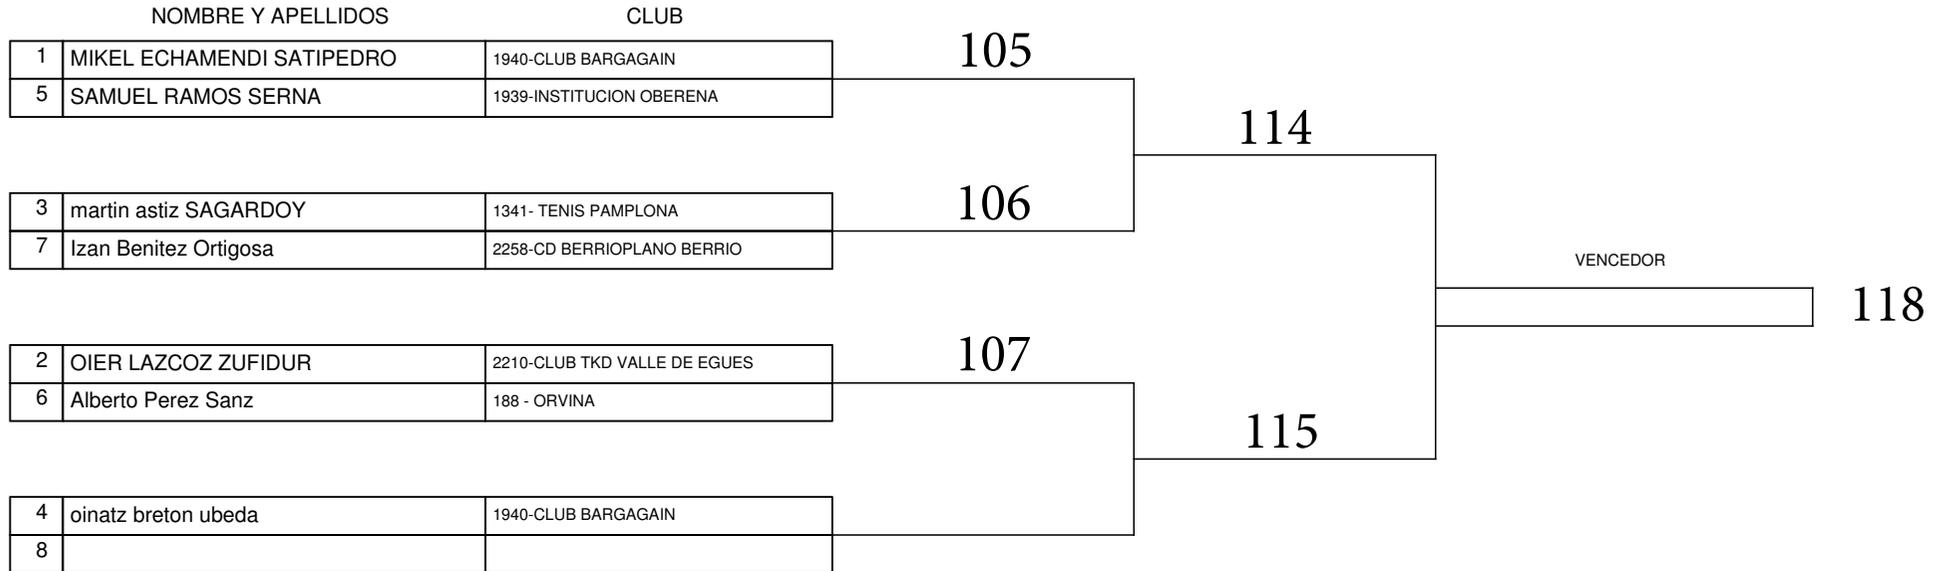 NOMBRE Y APELLIDOS CLUB
1 MIKEL ECHAMENDI SATIPEDRO 1940-CLUB BARGAGAIN 105
5 SAMUEL RAMOS SERNA 1939-INSTITUCION OBERENA
114
3 martin astiz SAGARDOY 1341- TENIS PAMPLONA 106
7 Izan Benitez Ortigosa 2258-CD BERRIOPLANO BERRIO
VENCEDOR
118
2 OIER LAZCOZ ZUFIDUR 2210-CLUB TKD VALLE DE EGUES 107
6 Alberto Perez Sanz 188 - ORVINA
115
4 oinatz breton ubeda 1940-CLUB BARGAGAIN
8